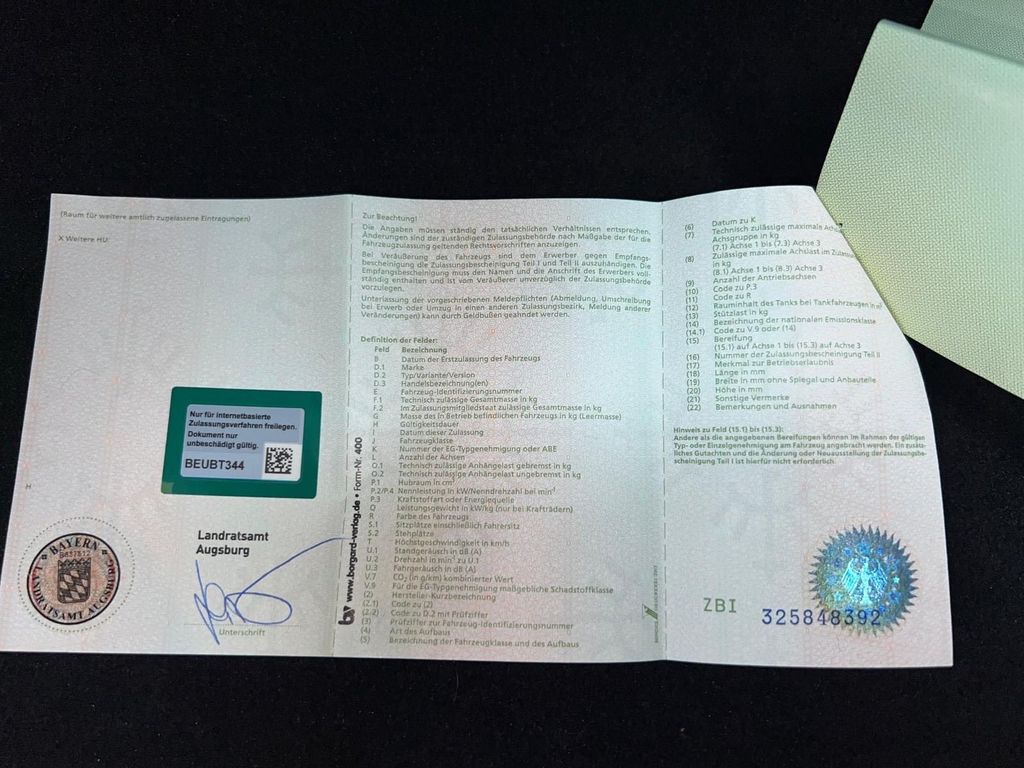 (Raum für weitere amtlich zugelassene Eintragungen)
X Weitere HU:
Nur für internetbasierte
Zulassungsverfahren freilegen.
Dokument nur
unbeschädigt gültig.
BEUBT344
H
BAYERN
LANDRATSAMT AUGSBURG
Landratsamt
Augsburg
Unterschrift
www.borgard-verlag.de • Form-Nr. 400
Zur Beachtung!
Die Angaben müssen ständig den tatsächlichen Verhältnissen entsprechen.
Änderungen sind der zuständigen Zulassungsbehörde nach Maßgabe der für die
Fahrzeugzulassung geltenden Rechtsvorschriften anzuzeigen.
Bei Veräußerung des Fahrzeugs sind dem Erwerber gegen Empfangs-
bescheinigung die Zulassungsbescheinigung Teil I und Teil II auszuhändigen. Die
Empfangsbescheinigung muss den Namen und die Anschrift des Erwerbers voll-
ständig enthalten und ist vom Veräußerer unverzüglich der Zulassungsbehörde
vorzulegen.
Unterlassung der vorgeschriebenen Meldepflichten (Abmeldung, Umschreibung
bei Erwerb oder Umzug in einen anderen Zulassungsbezirk, Meldung anderer
Veränderungen) kann durch Geldbußen geahndet werden.
Definition der Felder:
Feld Bezeichnung
B Datum der Erstzulassung des Fahrzeugs
D.1 Marke
D.2 Typ/Variante/Version
D.3 Handelsbezeichnung(en)
E Fahrzeug-Identifizierungsnummer
F.1 Technisch zulässige Gesamtmasse in kg
F.2 Im Zulassungsmitgliedstaat zulässige Gesamtmasse in kg
G Masse des in Betrieb befindlichen Fahrzeugs in kg (Leermasse)
H Gültigkeitsdauer
I Datum dieser Zulassung
J Fahrzeugklasse
K Nummer der EG-Typgenehmigung oder ABE
L Anzahl der Achsen
O.1 Technisch zulässige Anhängelast gebremst in kg
O.2 Technisch zulässige Anhängelast ungebremst in kg
P.1 Hubraum in cm³
P.2/P.4 Nennleistung in kW/Nenndrehzahl bei min⁻¹
P.3 Kraftstoffart oder Energiequelle
Q Leistungsgewicht in kW/kg (nur bei Krafträdern)
R Farbe des Fahrzeugs
S.1 Sitzplätze einschließlich Fahrersitz
S.2 Stehplätze
T Höchstgeschwindigkeit in km/h
U.1 Standgeräusch in dB (A)
U.2 Drehzahl in min⁻¹ zu U.1
U.3 Fahrgeräusch in dB (A)
V.7 CO₂ (in g/km) kombinierter Wert
V.9 Für die EG-Typgenehmigung maßgebliche Schadstoffklasse
(2) Hersteller-Kurzbezeichnung
(2.1) Code zu (2)
(2.2) Code zu D.2 mit Prüfziffer
(3) Prüfziffer zur Fahrzeug-Identifizierungsnummer
(4) Art des Aufbaus
(5) Bezeichnung der Fahrzeugklasse und des Aufbaus
(6) Datum zu K
(7) Technisch zulässige maximale
Achsgruppe in kg
(7.1) Achse 1 bis (7.3) Achse 3
(8) Zulässige maximale Achslast im
in kg
(8.1) Achse 1 bis (8.3) Achse 3
(9) Anzahl der Antriebsachsen
(10) Code zu P.3
(11) Code zu R
(12) Rauminhalt des Tanks bei Tankfahrzeugen in
(13) Stützlast in kg
(14) Bezeichnung der nationalen Emissionsklasse
(14.1) Code zu V.9 oder (14)
(15) Bereifung
(15.1) auf Achse 1 bis (15.3) auf Achse 3
(16) Nummer der Zulassungsbescheinigung Teil II
(17) Merkmal zur Betriebserlaubnis
(18) Länge in mm
(19) Breite in mm ohne Spiegel und Anbauteile
(20) Höhe in mm
(21) Sonstige Vermerke
(22) Bemerkungen und Ausnahmen
Hinweis zu Feld (15.1) bis (15.3):
Andere als die angegebenen Bereifungen können im Rahmen der gültigen
Typ- oder Einzelgenehmigung am Fahrzeug angebracht werden. Ein zusätz-
liches Gutachten und die Änderung oder Neuausstellung der Zulassungsbe-
scheinigung Teil I ist hierfür nicht erforderlich.
ZBI
325848392